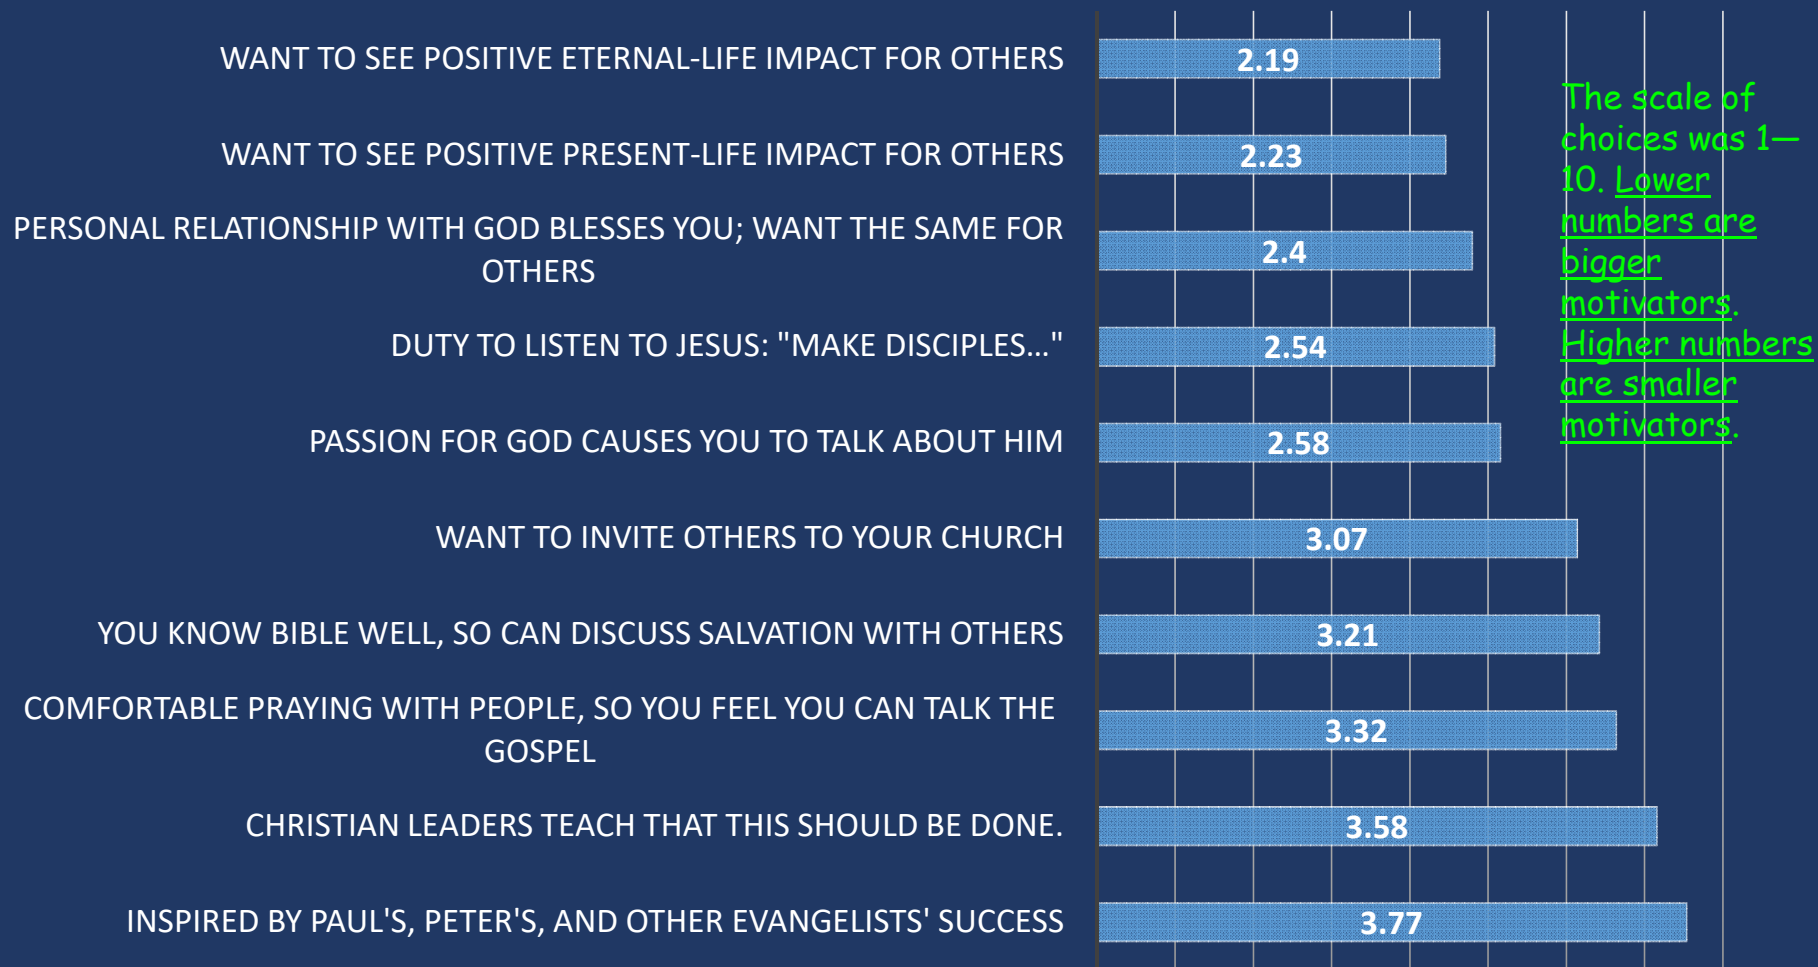 WANT TO SEE POSITIVE ETERNAL-LIFE IMPACT FOR OTHERS
2.19
WANT TO SEE POSITIVE PRESENT-LIFE IMPACT FOR OTHERS
2.23
PERSONAL RELATIONSHIP WITH GOD BLESSES YOU; WANT THE SAME FOR
OTHERS
2.4
DUTY TO LISTEN TO JESUS: "MAKE DISCIPLES…"
2.54
PASSION FOR GOD CAUSES YOU TO TALK ABOUT HIM
2.58
WANT TO INVITE OTHERS TO YOUR CHURCH
3.07
YOU KNOW BIBLE WELL, SO CAN DISCUSS SALVATION WITH OTHERS
3.21
COMFORTABLE PRAYING WITH PEOPLE, SO YOU FEEL YOU CAN TALK THE
GOSPEL
3.32
CHRISTIAN LEADERS TEACH THAT THIS SHOULD BE DONE.
3.58
INSPIRED BY PAUL'S, PETER'S, AND OTHER EVANGELISTS' SUCCESS
3.77
The scale of
choices was 1—
10. Lower
numbers are
bigger
motivators.
Higher numbers
are smaller
motivators.